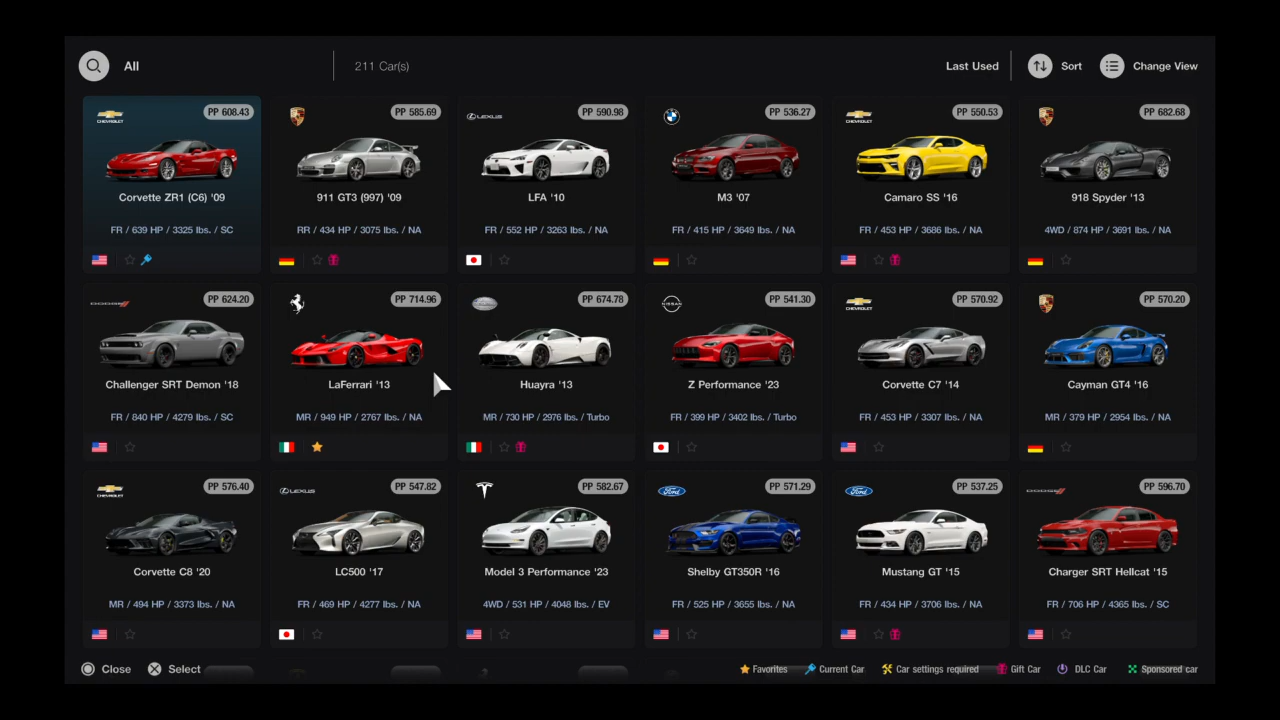 All
211 Car(s)
Last Used
Sort
Change View
CHEVROLET
PP 608.43
Corvette ZR1 (C6) '09
FR / 639 HP / 3325 lbs. / SC
PP 585.69
911 GT3 (997) '09
RR / 434 HP / 3075 lbs. / NA
LEXUS
PP 590.98
LFA '10
FR / 552 HP / 3263 lbs. / NA
PP 536.27
M3 '07
FR / 415 HP / 3649 lbs. / NA
CHEVROLET
PP 550.53
Camaro SS '16
FR / 453 HP / 3686 lbs. / NA
PP 682.68
918 Spyder '13
4WD / 874 HP / 3691 lbs. / NA
DODGE
PP 624.20
Challenger SRT Demon '18
FR / 840 HP / 4279 lbs. / SC
PP 714.96
LaFerrari '13
MR / 949 HP / 2767 lbs. / NA
PP 674.78
Huayra '13
MR / 730 HP / 2976 lbs. / Turbo
NISSAN
PP 541.30
Z Performance '23
FR / 399 HP / 3402 lbs. / Turbo
CHEVROLET
PP 570.92
Corvette C7 '14
FR / 453 HP / 3307 lbs. / NA
PP 570.20
Cayman GT4 '16
MR / 379 HP / 2954 lbs. / NA
CHEVROLET
PP 576.40
Corvette C8 '20
MR / 494 HP / 3373 lbs. / NA
LEXUS
PP 547.82
LC500 '17
FR / 469 HP / 4277 lbs. / NA
PP 582.67
Model 3 Performance '23
4WD / 531 HP / 4048 lbs. / EV
Ford
PP 571.29
Shelby GT350R '16
FR / 525 HP / 3655 lbs. / NA
Ford
PP 537.25
Mustang GT '15
FR / 434 HP / 3706 lbs. / NA
DODGE
PP 596.70
Charger SRT Hellcat '15
FR / 706 HP / 4365 lbs. / SC
Close
Select
Favorites
Current Car
Car settings required
Gift Car
DLC Car
Sponsored car